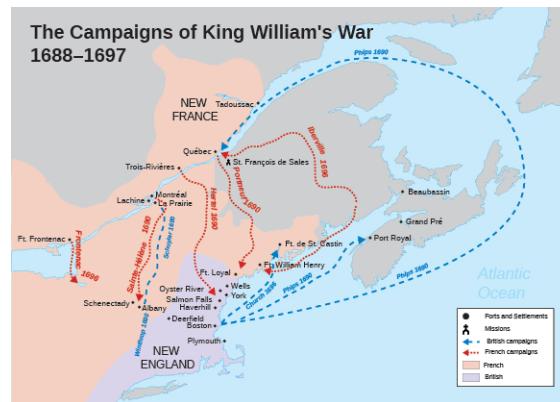 The Campaigns of King William's War
1688–1697
Phips 1690
Tadoussac
NEW
FRANCE
Québec
St. François de Sales
Iberville 1696
Trois-Rivières
Portneuf 1690
Hertel 1690
Beaubassin
Montréal
Lachine
La Prairie
Grand Pré
Port Royal
Ft. Frontenac
Frontenac 1696
Sainte-Hélène 1690
Schuyler 1690
Ft. de St. Castin
Ft. William Henry
Ft. Loyal
Wells
York
Oyster River
Salmon Falls
Haverhill
Church 1696
Phips 1690
Phips 1690
Atlantic
Ocean
Schenectady
Albany
Deerfield
Boston
Winthrop 1690
Plymouth
NEW
ENGLAND
Ports and Settlements
Missions
British campaigns
French campaigns
French
British